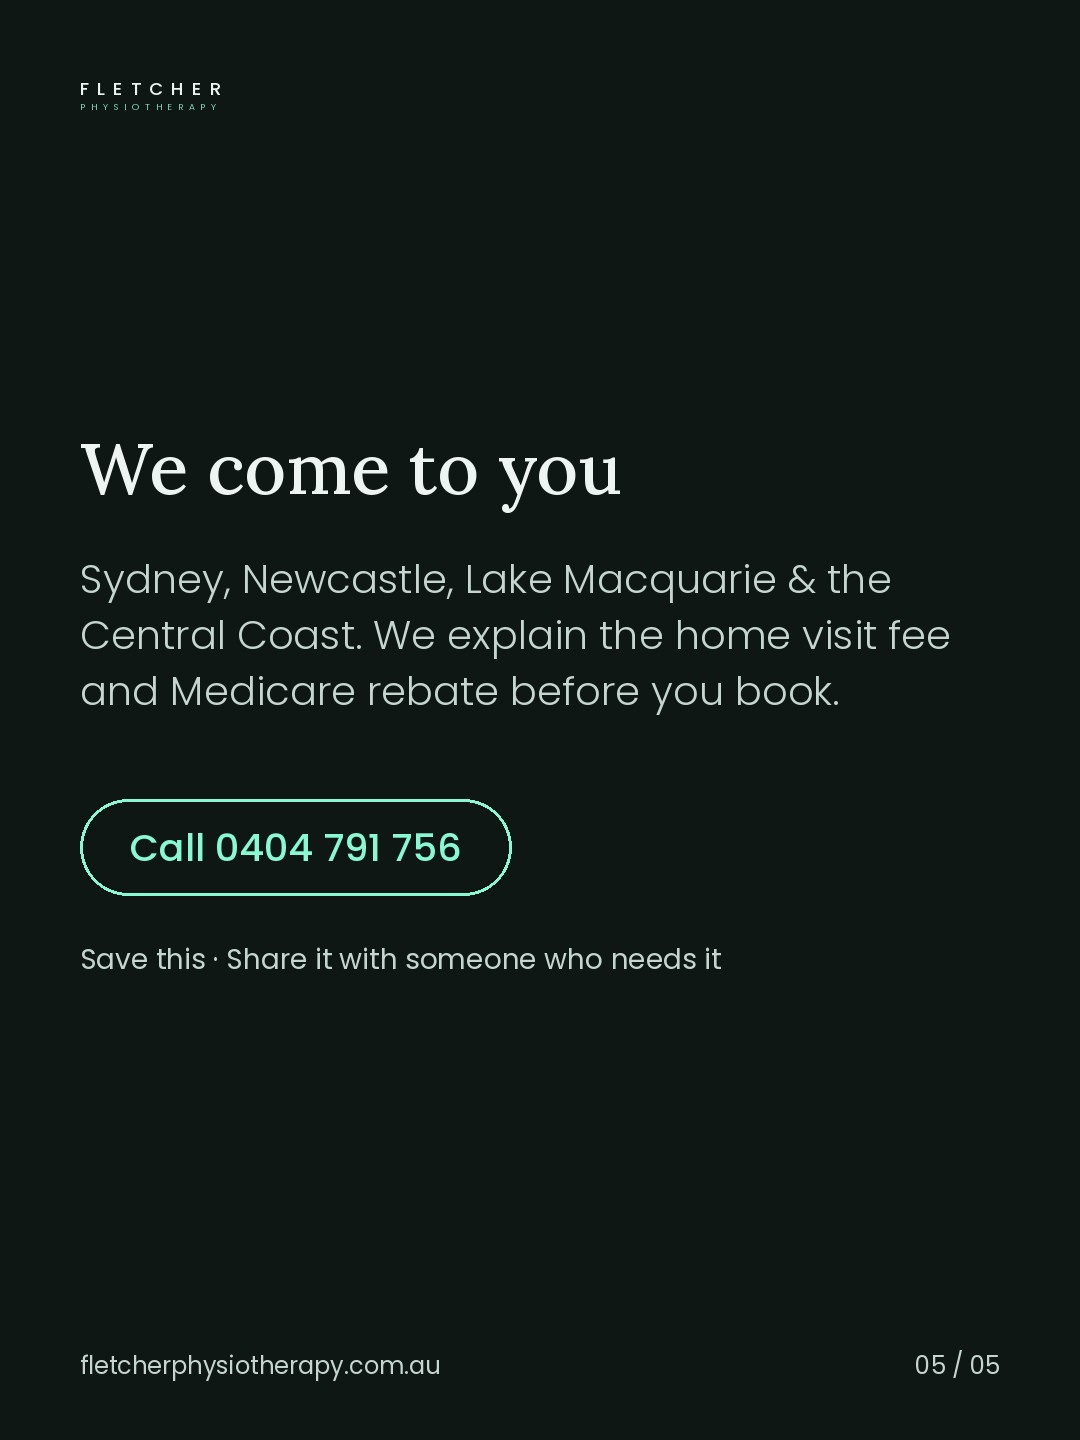 FLETCHER
PHYSIOTHERAPY
We come to you
Sydney, Newcastle, Lake Macquarie & the
Central Coast. We explain the home visit fee
and Medicare rebate before you book.
Call 0404 791 756
Save this · Share it with someone who needs it
fletcherphysiotherapy.com.au
05 / 05